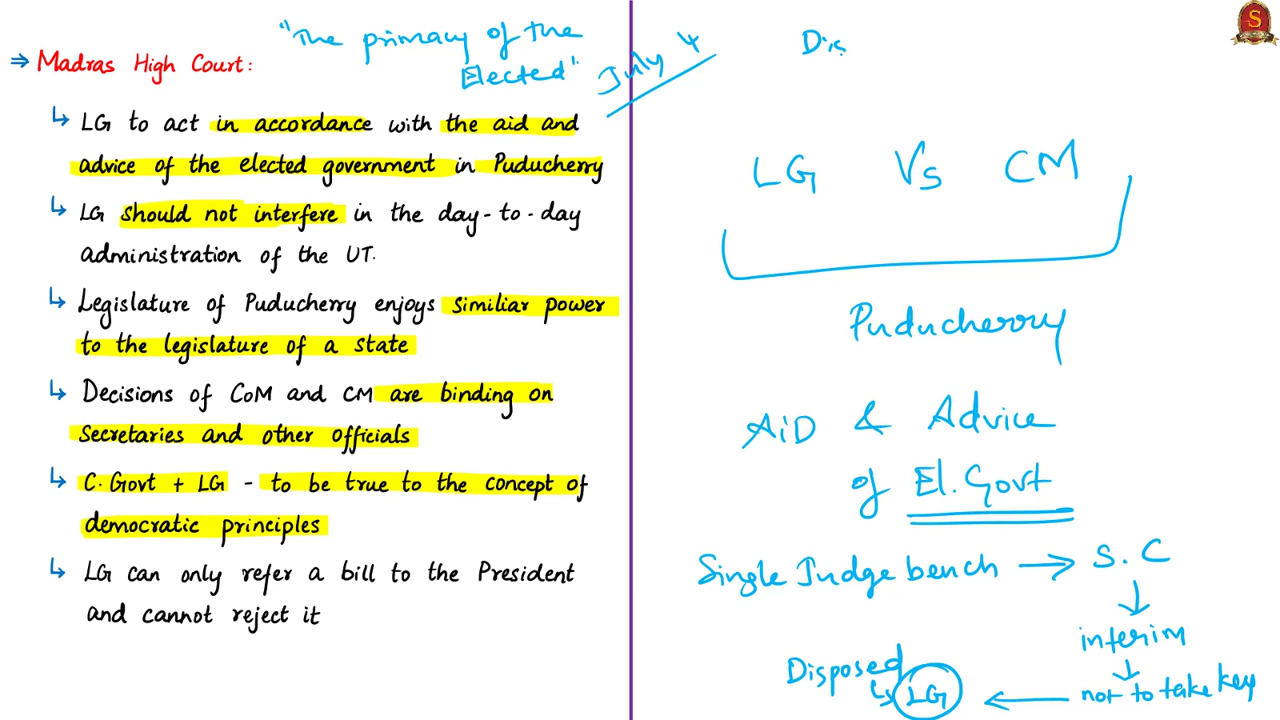 "The primacy of the
Elected"
July 4
⇒ Madras High Court:
↳ LG to act in accordance with the aid and
advice of the elected government in Puducherry
↳ LG should not interfere in the day-to-day
administration of the UT.
↳ Legislature of Puducherry enjoys similiar power
to the legislature of a state
↳ Decisions of CoM and CM are binding on
Secretaries and other officials
↳ C. Govt + LG - to be true to the concept of
democratic principles
↳ LG can only refer a bill to the President
and cannot reject it
Dis
LG Vs CM
Puducherry
AiD & Advice
of El. Govt
Single Judge bench → S.C
↓
interim
↓
not to take key
←
Disposed
↳ LG
S